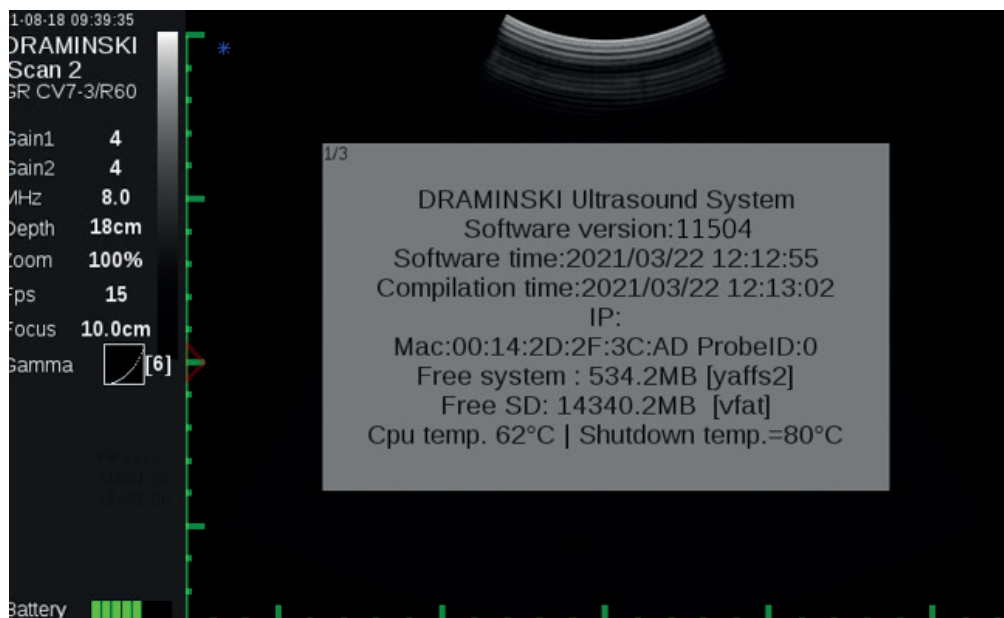 1-08-18 09:39:35
DRAMINSKI
Scan 2
GR CV7-3/R60
Gain1 4
Gain2 4
MHz 8.0
Depth 18cm
Zoom 100%
Fps 15
Focus 10.0cm
Gamma [6]
Battery
1/3
DRAMINSKI Ultrasound System
Software version:11504
Software time:2021/03/22 12:12:55
Compilation time:2021/03/22 12:13:02
IP:
Mac:00:14:2D:2F:3C:AD ProbeID:0
Free system : 534.2MB [yaffs2]
Free SD: 14340.2MB [vfat]
Cpu temp. 62°C | Shutdown temp.=80°C